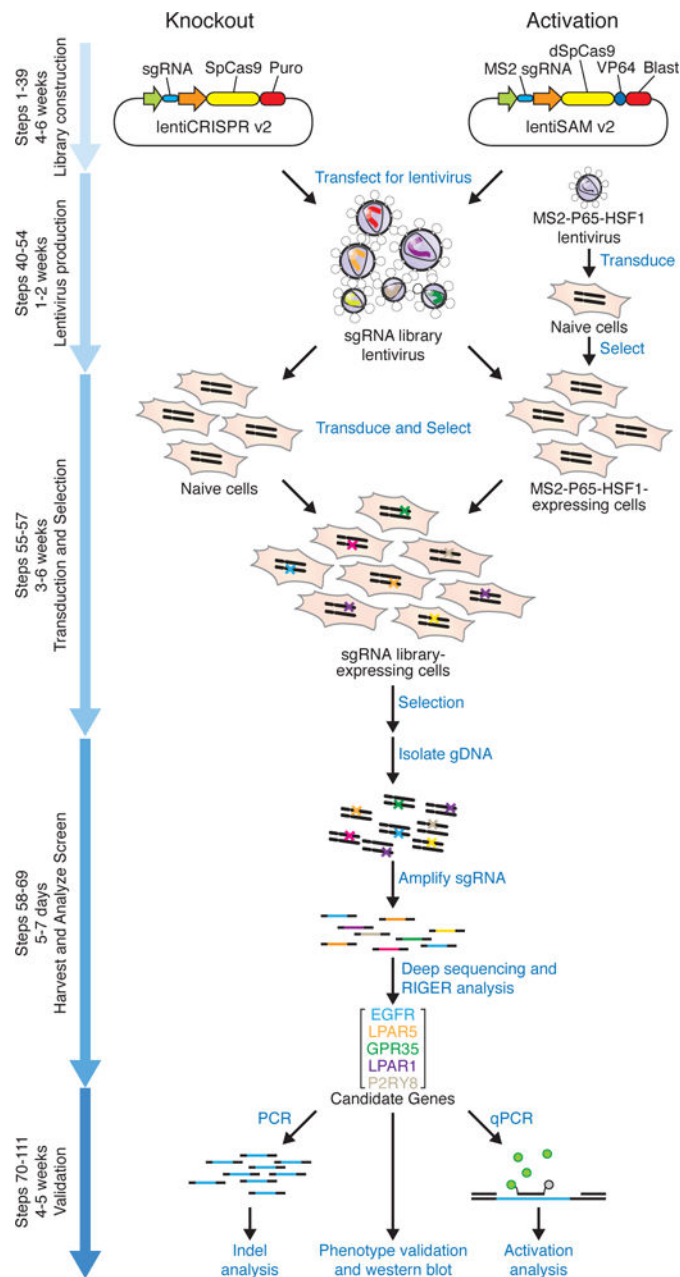 Knockout
Activation
sgRNA
SpCas9
Puro
lentiCRISPR v2
dSpCas9
MS2 sgRNA
VP64
Blast
lentiSAM v2
Steps 1-39
4-6 weeks
Library construction
Transfect for lentivirus
MS2-P65-HSF1
lentivirus
Transduce
Naive cells
Select
sgRNA library
lentivirus
Steps 40-54
1-2 weeks
Lentivirus production
Transduce and Select
Naive cells
MS2-P65-HSF1-
expressing cells
sgRNA library-
expressing cells
Steps 55-57
3-6 weeks
Transduction and Selection
Selection
Isolate gDNA
Amplify sgRNA
Deep sequencing and
RIGER analysis
EGFR
LPAR5
GPR35
LPAR1
P2RY8
Candidate Genes
Steps 58-69
5-7 days
Harvest and Analyze Screen
PCR
qPCR
Steps 70-111
4-5 weeks
Validation
Indel
analysis
Phenotype validation
and western blot
Activation
analysis